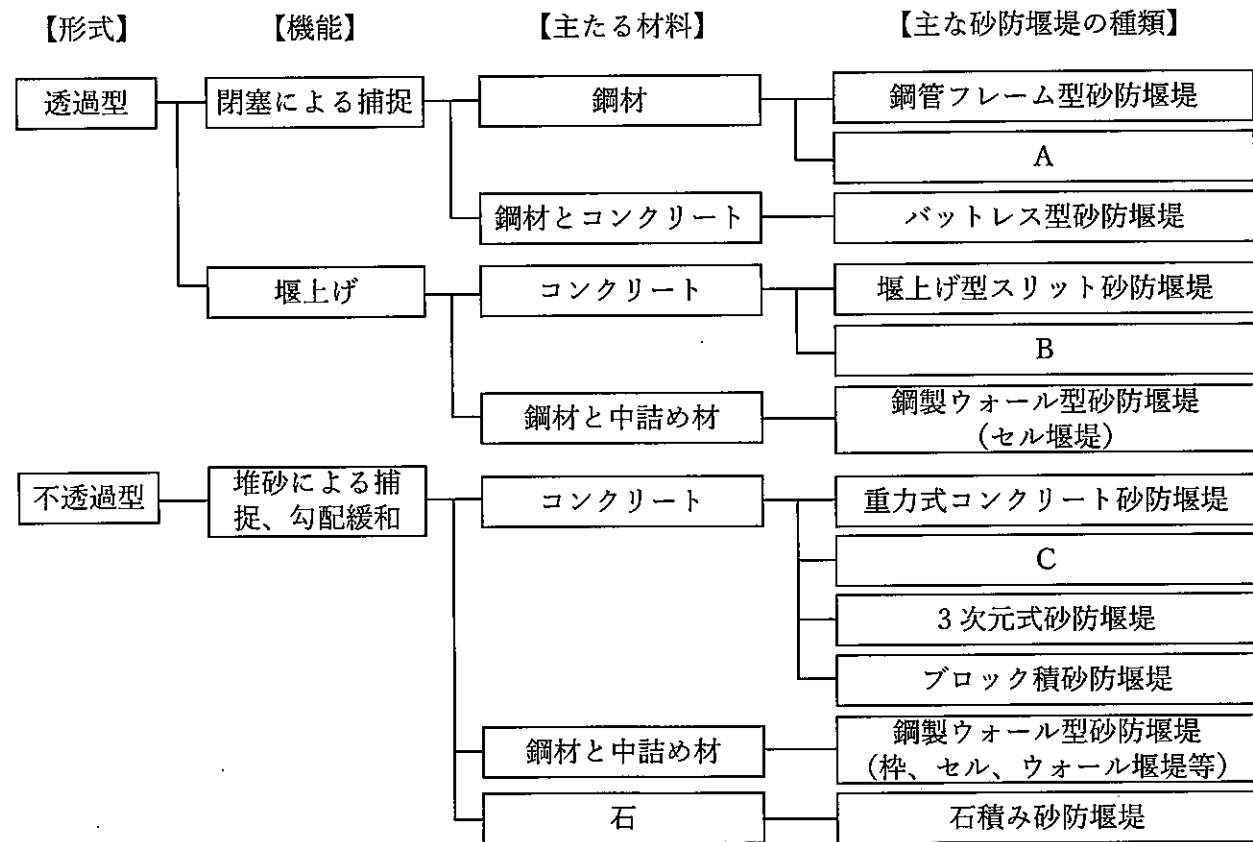 【形式】 【機能】 【主たる材料】 【主な砂防堰堤の種類】
透過型 閉塞による捕捉 鋼材 鋼管フレーム型砂防堰堤
A
鋼材とコンクリート バットレス型砂防堰堤
堰上げ コンクリート 堰上げ型スリット砂防堰堤
B
鋼材と中詰め材 鋼製ウォール型砂防堰堤
(セル堰堤)
不透過型 堆砂による捕
捉、勾配緩和 コンクリート 重力式コンクリート砂防堰堤
C
3次元式砂防堰堤
ブロック積砂防堰堤
鋼材と中詰め材 鋼製ウォール型砂防堰堤
(枠、セル、ウォール堰堤等)
石 石積み砂防堰堤